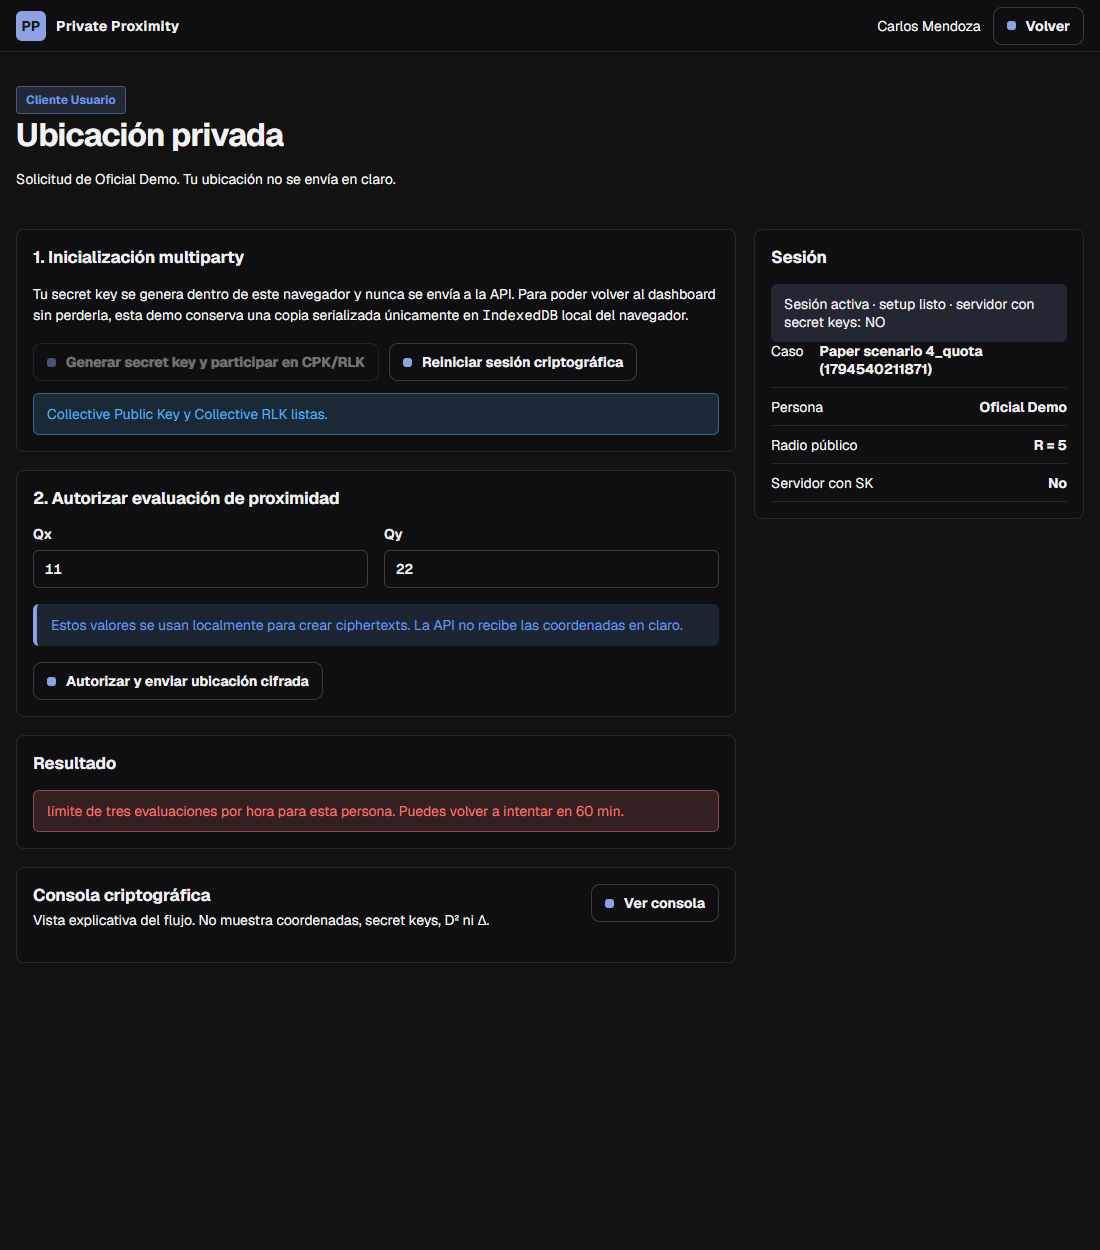 PP Private Proximity
Carlos Mendoza
Volver
Cliente Usuario
Ubicación privada
Solicitud de Oficial Demo. Tu ubicación no se envía en claro.
1. Inicialización multiparty
Tu secret key se genera dentro de este navegador y nunca se envía a la API. Para poder volver al dashboard
sin perderla, esta demo conserva una copia serializada únicamente en IndexedDB local del navegador.
Generar secret key y participar en CPK/RLK
Reiniciar sesión criptográfica
Collective Public Key y Collective RLK listas.
2. Autorizar evaluación de proximidad
Qx
Qy
11
22
Estos valores se usan localmente para crear ciphertexts. La API no recibe las coordenadas en claro.
Autorizar y enviar ubicación cifrada
Resultado
límite de tres evaluaciones por hora para esta persona. Puedes volver a intentar en 60 min.
Consola criptográfica
Vista explicativa del flujo. No muestra coordenadas, secret keys, D² ni Δ.
Ver consola
Sesión
Sesión activa · setup listo · servidor con
secret keys: NO
Caso Paper scenario 4_quota
(1794540211871)
Persona Oficial Demo
Radio público R = 5
Servidor con SK No